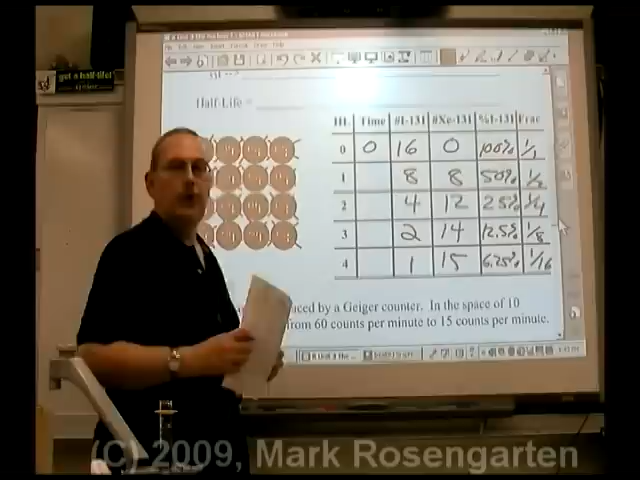 got a half-life?
Half-Life =
HL Time #I-131 #Xe-131 %I-131 Frac
0 0 16 0 100% 1/1
1 8 8 50% 1/2
2 4 12 25% 1/4
3 2 14 12.5% 1/8
4 1 15 6.25% 1/16
by a Geiger counter. In the space of 10
from 60 counts per minute to 15 counts per minute.
(C) 2009, Mark Rosengarten